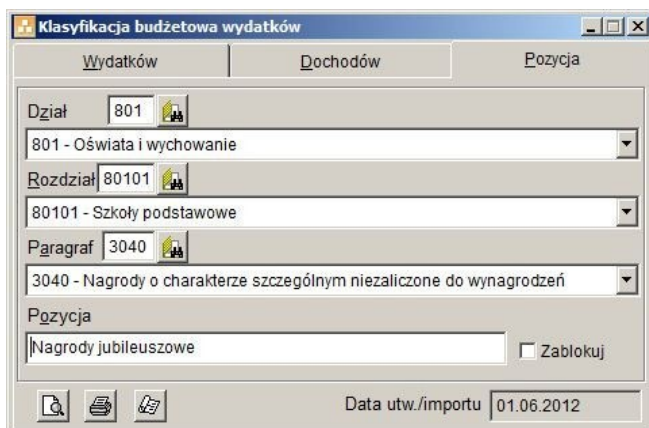 Klasyfikacja budżetowa wydatków
Wydatków Dochodów Pozycja
Dział 801
801 - Oświata i wychowanie
Rozdział 80101
80101 - Szkoły podstawowe
Paragraf 3040
3040 - Nagrody o charakterze szczególnym niezaliczone do wynagrodzeń
Pozycja
Nagrody jubileuszowe Zablokuj
Data utw./importu 01.06.2012